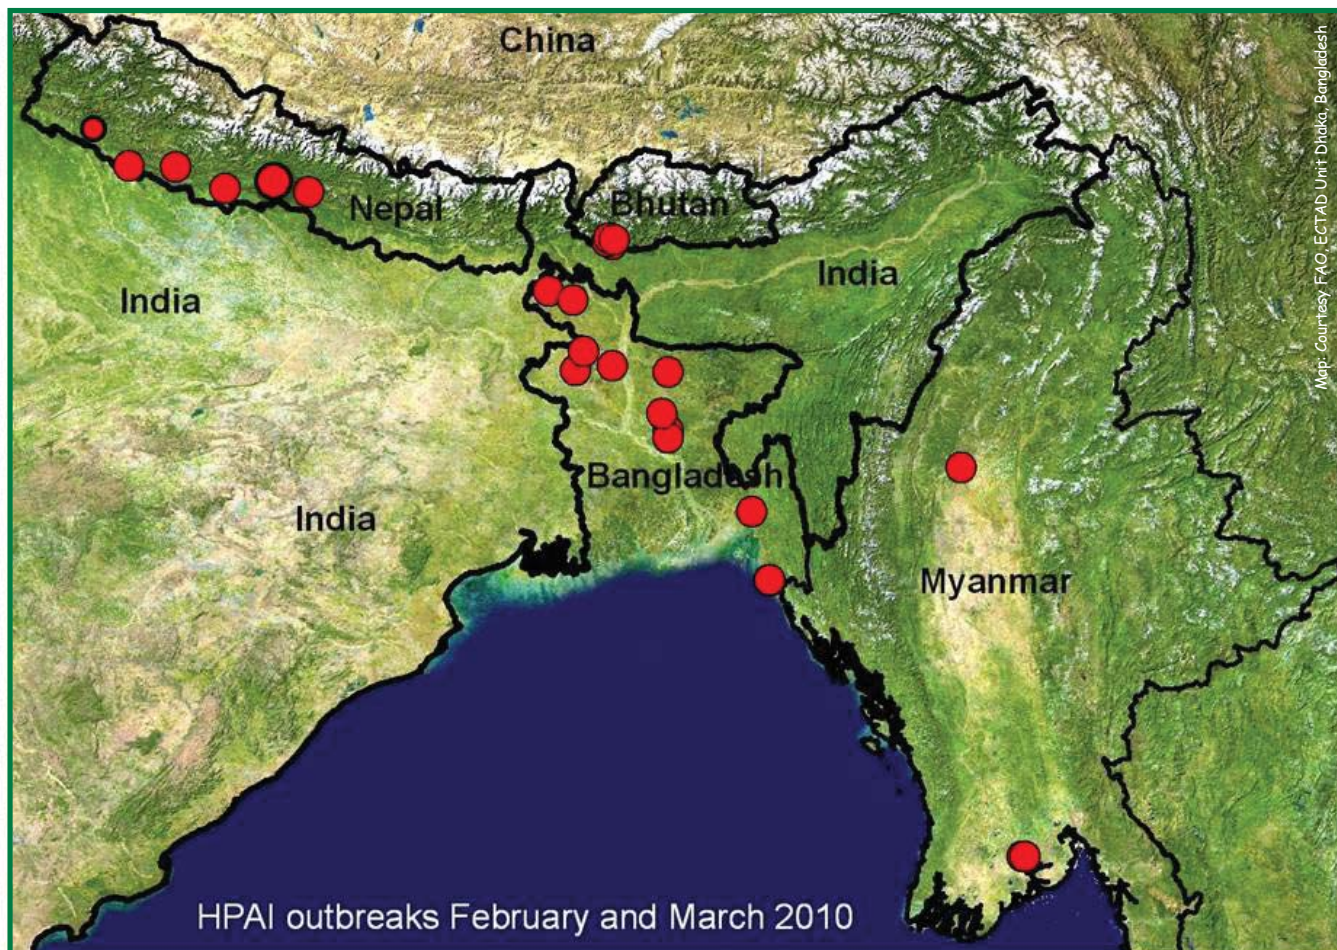 China
Nepal
Bhutan
India
India
Bangladesh
India
Myanmar
HPAI outbreaks February and March 2010
Map: Courtesy FAO, ECTAD Unit Dhaka, Bangladesh